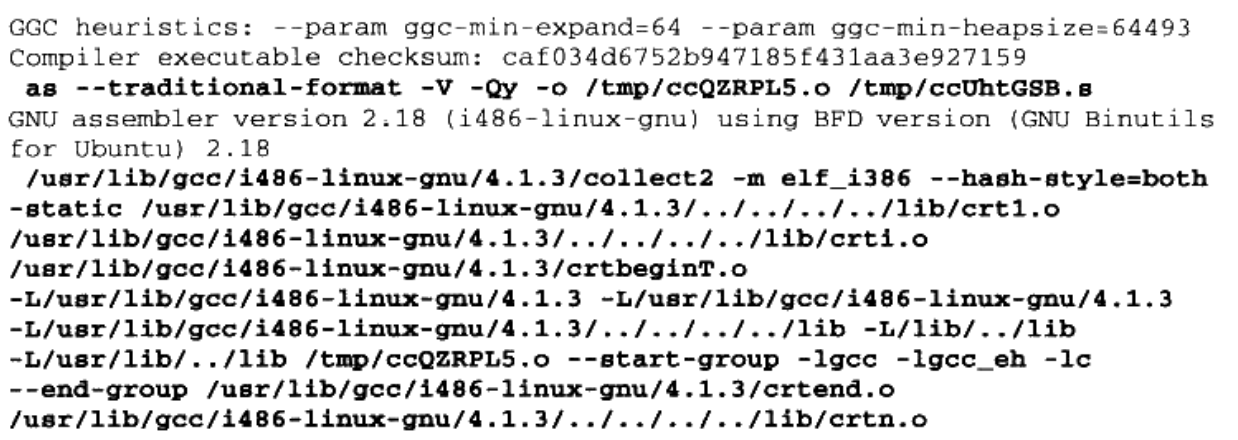 GGC heuristics: --param ggc-min-expand=64 --param ggc-min-heapsize=64493
Compiler executable checksum: caf034d6752b947185f431aa3e927159
as --traditional-format -V -Qy -o /tmp/ccQZRPL5.o /tmp/ccUhtGSB.s
GNU assembler version 2.18 (i486-linux-gnu) using BFD version (GNU Binutils
for Ubuntu) 2.18
/usr/lib/gcc/i486-linux-gnu/4.1.3/collect2 -m elf_i386 --hash-style=both
-static /usr/lib/gcc/i486-linux-gnu/4.1.3/../../../../lib/crt1.o
/usr/lib/gcc/i486-linux-gnu/4.1.3/../../../../lib/crti.o
/usr/lib/gcc/i486-linux-gnu/4.1.3/crtbeginT.o
-L/usr/lib/gcc/i486-linux-gnu/4.1.3 -L/usr/lib/gcc/i486-linux-gnu/4.1.3
-L/usr/lib/gcc/i486-linux-gnu/4.1.3/../../../../lib -L/lib/../lib
-L/usr/lib/../lib /tmp/ccQZRPL5.o --start-group -lgcc -lgcc_eh -lc
--end-group /usr/lib/gcc/i486-linux-gnu/4.1.3/crtend.o
/usr/lib/gcc/i486-linux-gnu/4.1.3/../../../../lib/crtn.o